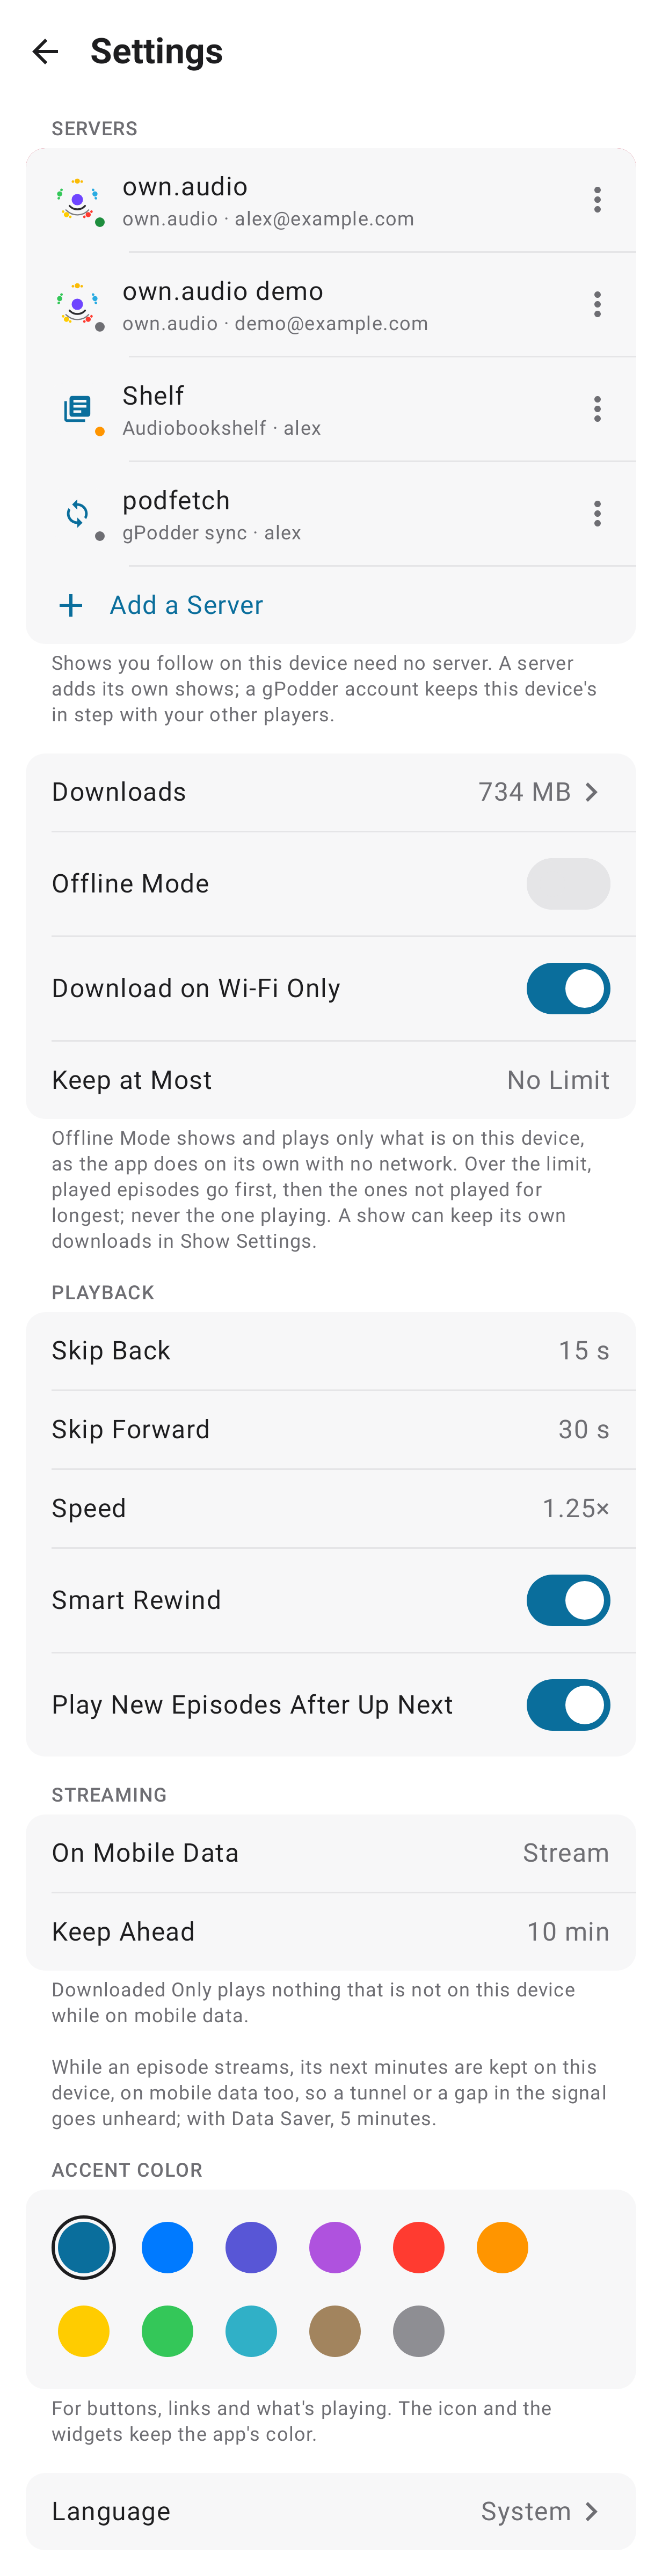 Settings
SERVERS
own.audio
own.audio · alex@example.com
own.audio demo
own.audio · demo@example.com
Shelf
Audiobookshelf · alex
podfetch
gPodder sync · alex
Add a Server
Shows you follow on this device need no server. A server
adds its own shows; a gPodder account keeps this device's
in step with your other players.
Downloads 734 MB
Offline Mode
Download on Wi-Fi Only
Keep at Most No Limit
Offline Mode shows and plays only what is on this device,
as the app does on its own with no network. Over the limit,
played episodes go first, then the ones not played for
longest; never the one playing. A show can keep its own
downloads in Show Settings.
PLAYBACK
Skip Back 15 s
Skip Forward 30 s
Speed 1.25×
Smart Rewind
Play New Episodes After Up Next
STREAMING
On Mobile Data Stream
Keep Ahead 10 min
Downloaded Only plays nothing that is not on this device
while on mobile data.
While an episode streams, its next minutes are kept on this
device, on mobile data too, so a tunnel or a gap in the signal
goes unheard; with Data Saver, 5 minutes.
ACCENT COLOR
For buttons, links and what's playing. The icon and the
widgets keep the app's color.
Language System